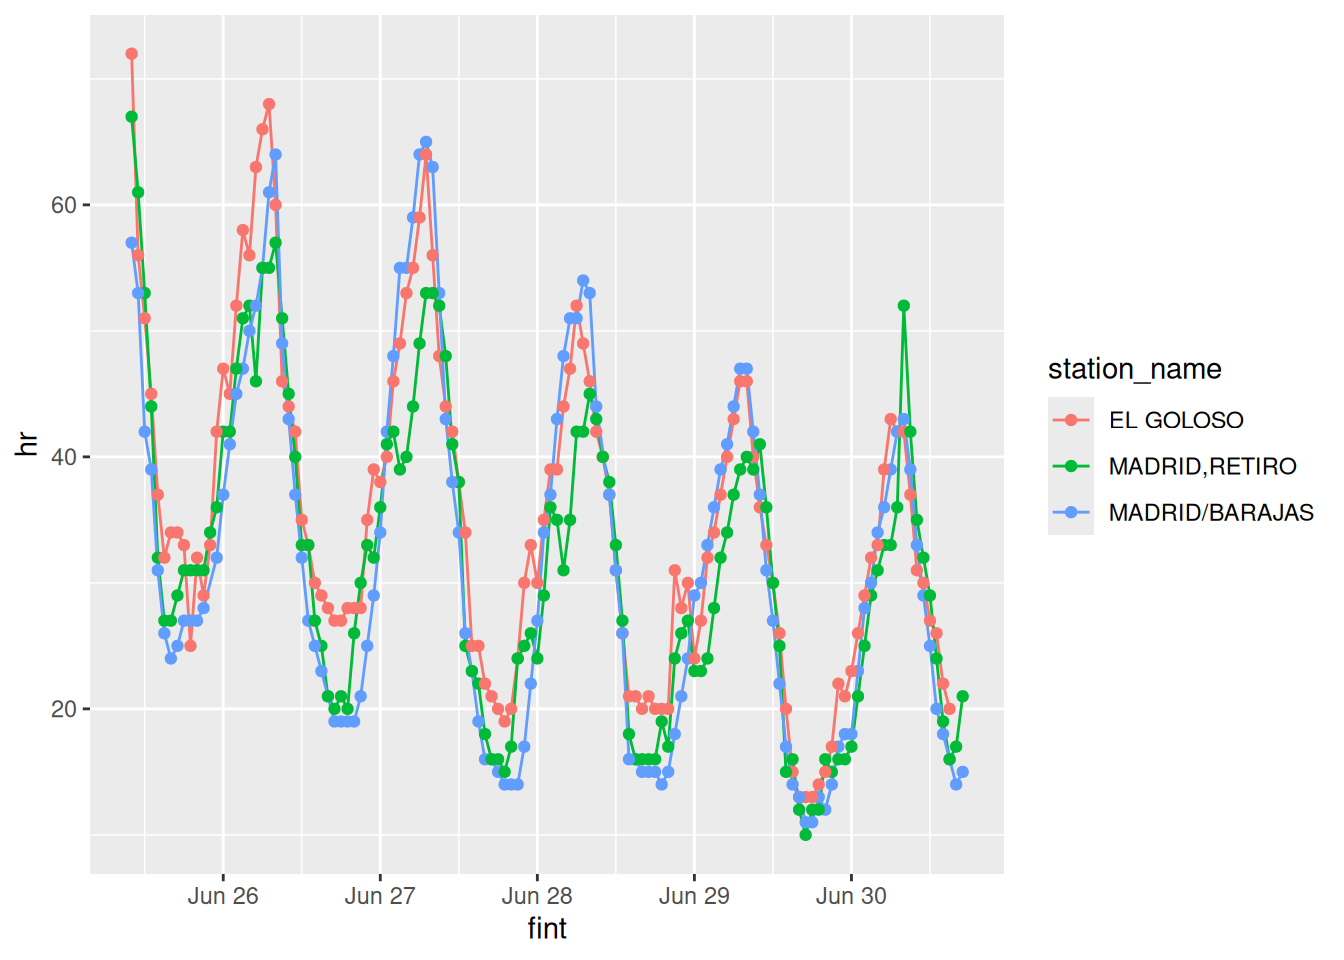 hr
60
40
20
Jun 26
Jun 27
Jun 28
Jun 29
Jun 30
fint
station_name
EL GOLOSO
MADRID,RETIRO
MADRID/BARAJAS